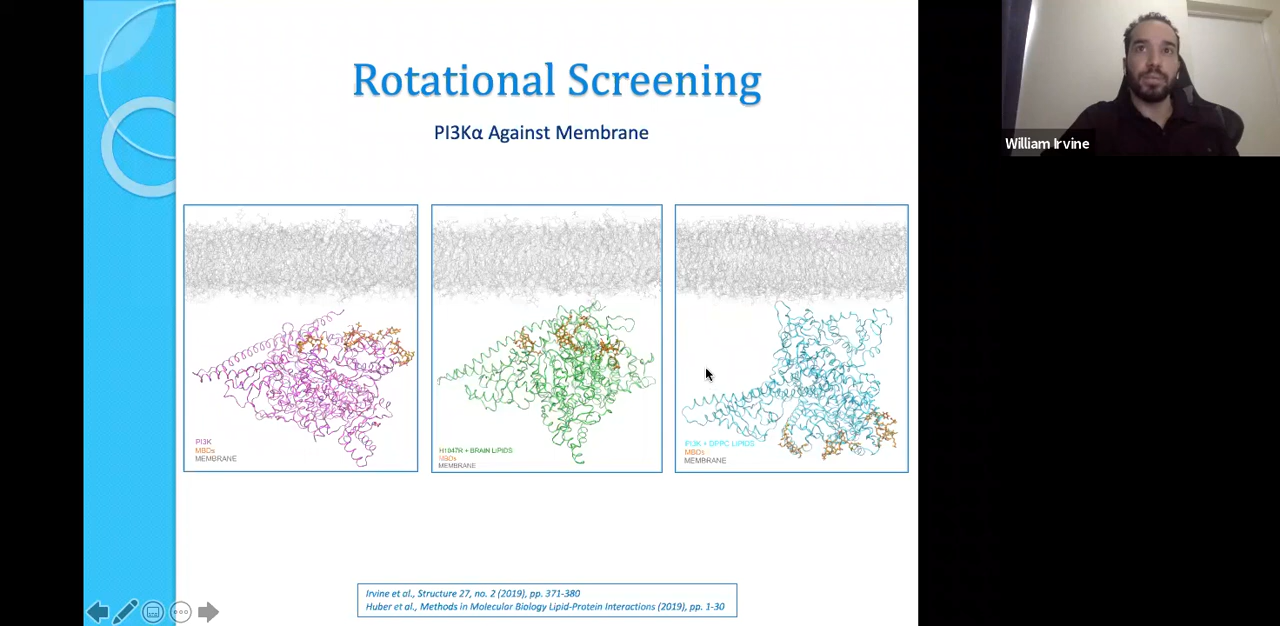 Rotational Screening
PI3Kα Against Membrane
William Irvine
PI3K
MBDs
MEMBRANE
H1047R + BRAIN LIPIDS
MBDs
MEMBRANE
PI3K + DPPC LIPIDS
MBDs
MEMBRANE
Irvine et al., Structure 27, no. 2 (2019), pp. 371-380
Huber et al., Methods in Molecular Biology Lipid-Protein Interactions (2019), pp. 1-30